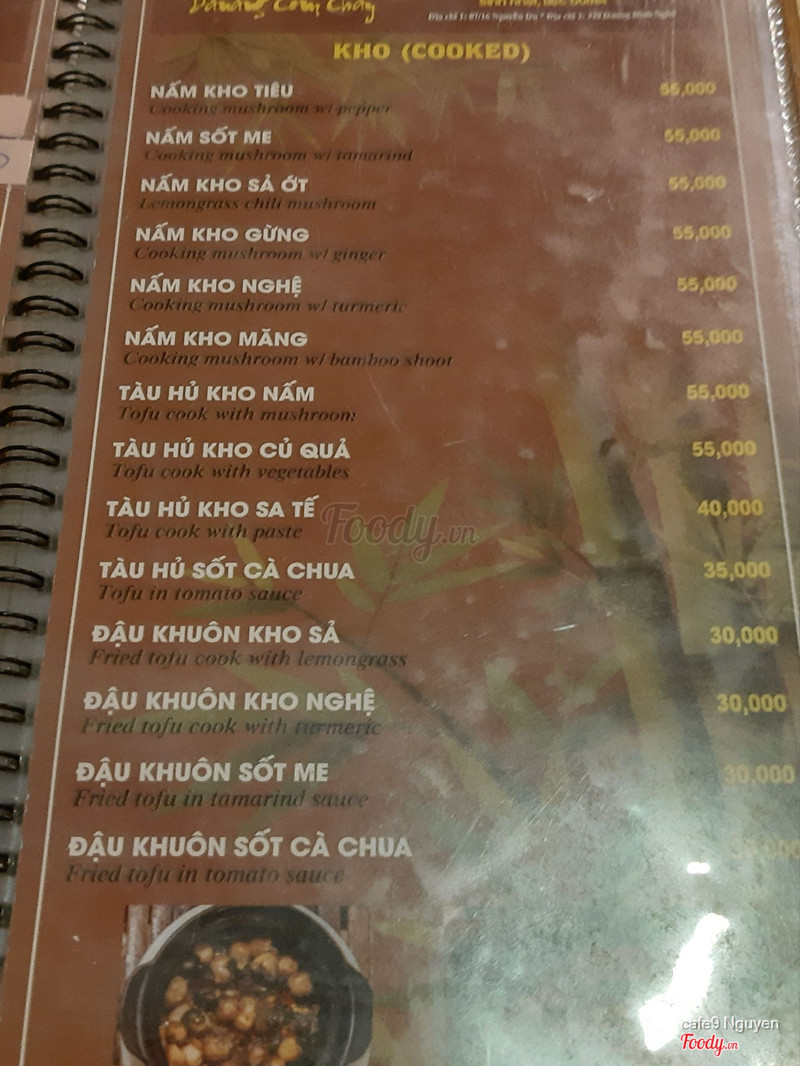 Danang Com Chay
KHO (COOKED)
NẤM KHO TIÊU 55,000
Cooking mushroom w/ pepper
NẤM SỐT ME 55,000
Cooking mushroom w/ tamarind
NẤM KHO SẢ ỚT 55,000
Lemongrass chili mushroom
NẤM KHO GỪNG 55,000
Cooking mushroom w/ ginger
NẤM KHO NGHỆ 55,000
Cooking mushroom w/ turmeric
NẤM KHO MĂNG 55,000
Cooking mushroom w/ bamboo shoot
TÀU HỦ KHO NẤM 55,000
Tofu cook with mushroom
TÀU HỦ KHO CỦ QUẢ 55,000
Tofu cook with vegetables
TÀU HỦ KHO SA TẾ 40,000
Tofu cook with paste
Foody.vn
TÀU HỦ SỐT CÀ CHUA 35,000
Tofu in tomato sauce
ĐẬU KHUÔN KHO SẢ 30,000
Fried tofu cook with lemongrass
ĐẬU KHUÔN KHO NGHỆ 30,000
Fried tofu cook with turmeric
ĐẬU KHUÔN SỐT ME 30,000
Fried tofu in tamarind sauce
ĐẬU KHUÔN SỐT CÀ CHUA
Fried tofu in tomato sauce
cafe9 Nguyen
Foody.vn